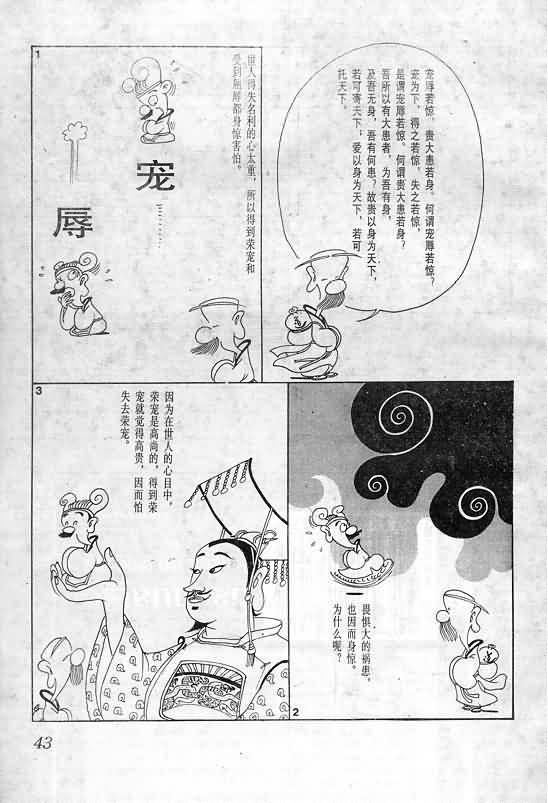 宠辱若惊。贵大患若身。何谓宠辱若惊?
宠为下,得之若惊,失之若惊,
是谓宠辱若惊。何谓贵大患若身?
吾所以有大患者,为吾有身,
及吾无身,吾有何患?故贵以身为天下,
若可寄天下;爱以身为天下,若可
托天下。
1
世人得失名利的心太重,所以得到荣宠和
受到屈辱都身惊害怕。
宠
辱
2
畏惧大的祸患。
也因而身惊。
为什么呢?
3
因为在世人的心目中,
荣宠是高尚的,得到荣
宠就觉得高贵,因而怕
失去荣宠。
43